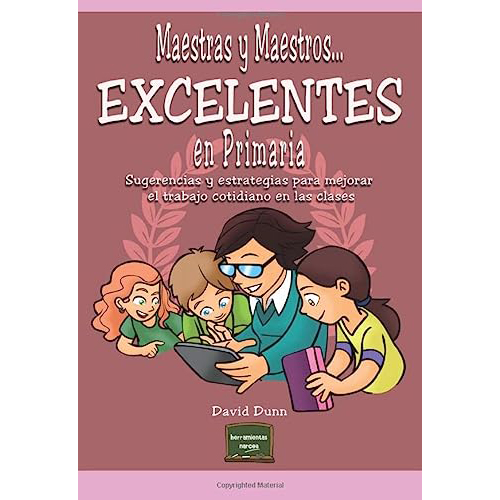 Maestras y Maestros...
EXCELENTES
en Primaria
Sugerencias y estrategias para mejorar
el trabajo cotidiano en las clases
David Dunn
herramientas
narcea
Copyrighted Material